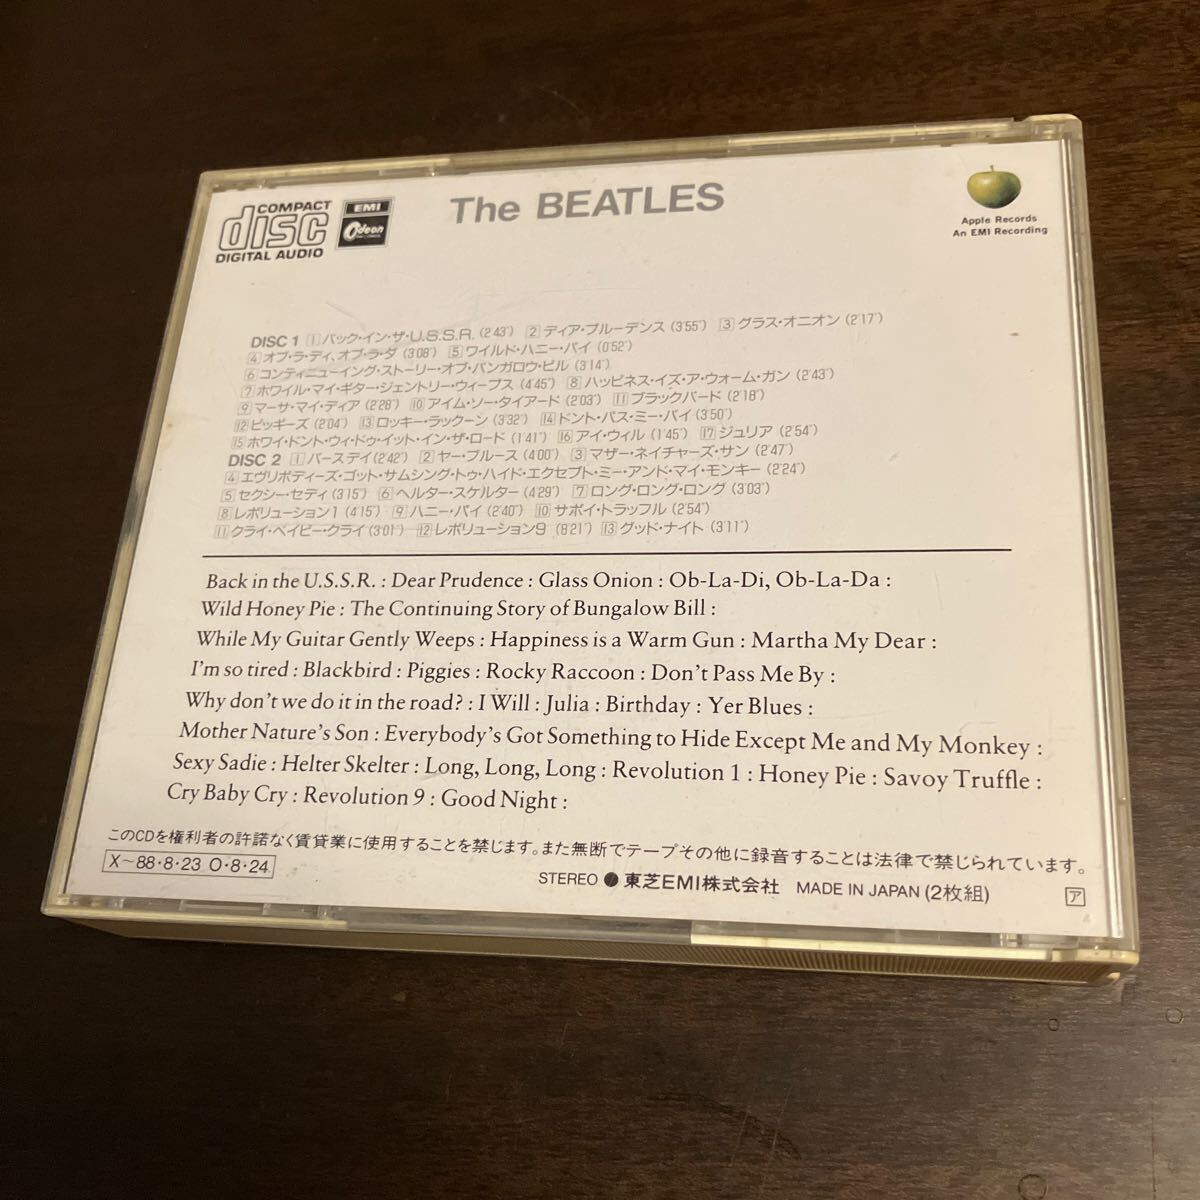 COMPACT
disc
DIGITAL AUDIO
EMI
Odeon
The BEATLES
Apple Records
An EMI Recording
DISC 1 1 バック・イン・ザ・U.S.S.R. (2'43") 2 ディア・プルーデンス (3'55") 3 グラス・オニオン (2'17")
4 オブ・ラ・ディ、オブ・ラ・ダ (3'08") 5 ワイルド・ハニー・パイ (0'52")
6 コンティニューイング・ストーリー・オブ・バンガロウ・ビル (3'14")
7 ホワイル・マイ・ギター・ジェントリー・ウィープス (4'45") 8 ハッピネス・イズ・ア・ウォーム・ガン (2'43")
9 マーサ・マイ・ディア (2'28") 10 アイム・ソー・タイアード (2'03") 11 ブラックバード (2'18")
12 ピッギーズ (2'04") 13 ロッキー・ラックーン (3'32") 14 ドント・パス・ミー・バイ (3'50")
15 ホワイ・ドント・ウィ・ドゥ・イット・イン・ザ・ロード (1'41") 16 アイ・ウィル (1'45") 17 ジュリア (2'54")
DISC 2 1 バースデイ (2'42") 2 ヤー・ブルース (4'00") 3 マザー・ネイチャーズ・サン (2'47")
4 エヴリボディーズ・ゴット・サムシング・トゥ・ハイド・エクセプト・ミー・アンド・マイ・モンキー (2'24")
5 セクシー・セディ (3'15") 6 ヘルター・スケルター (4'29") 7 ロング・ロング・ロング (3'03")
8 レボリューション1 (4'15") 9 ハニー・パイ (2'40") 10 サボイ・トラッフル (2'54")
11 クライ・ベイビー・クライ (3'01") 12 レボリューション9 (8'21") 13 グッド・ナイト (3'11")
Back in the U.S.S.R. : Dear Prudence : Glass Onion : Ob-La-Di, Ob-La-Da :
Wild Honey Pie : The Continuing Story of Bungalow Bill :
While My Guitar Gently Weeps : Happiness is a Warm Gun : Martha My Dear :
I'm so tired : Blackbird : Piggies : Rocky Raccoon : Don't Pass Me By :
Why don't we do it in the road? : I Will : Julia : Birthday : Yer Blues :
Mother Nature's Son : Everybody's Got Something to Hide Except Me and My Monkey :
Sexy Sadie : Helter Skelter : Long, Long, Long : Revolution 1 : Honey Pie : Savoy Truffle :
Cry Baby Cry : Revolution 9 : Good Night :
このCDを権利者の許諾なく賃貸業に使用することを禁じます。また無断でテープその他に録音することは法律で禁じられています。
X〜88・8・23 O・8・24
STEREO 東芝EMI株式会社 MADE IN JAPAN (2枚組)
ア